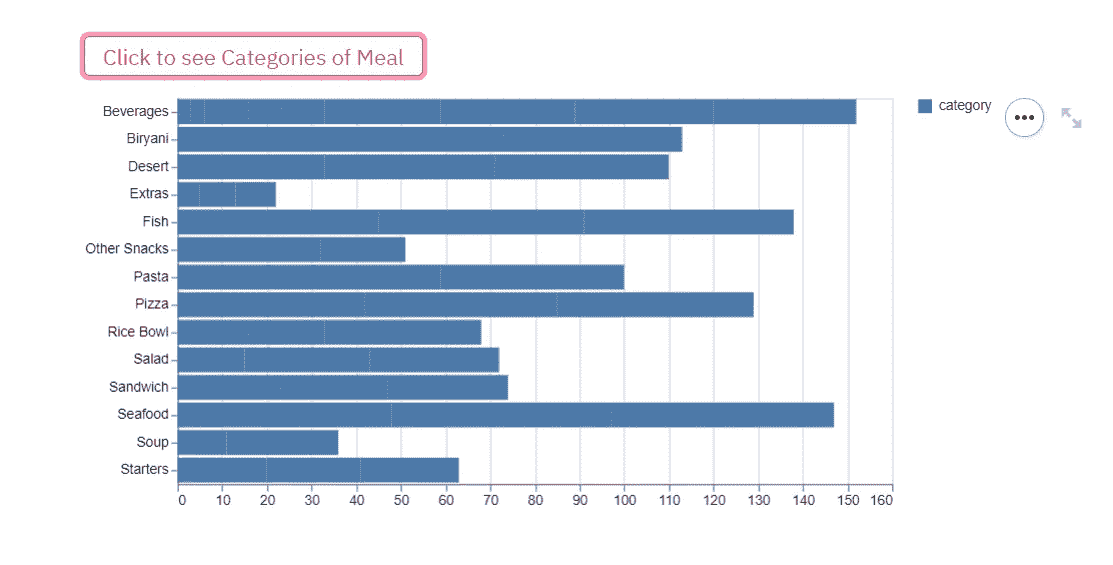 Click to see Categories of Meal
category
Beverages
Biryani
Desert
Extras
Fish
Other Snacks
Pasta
Pizza
Rice Bowl
Salad
Sandwich
Seafood
Soup
Starters
0 10 20 30 40 50 60 70 80 90 100 110 120 130 140 150 160